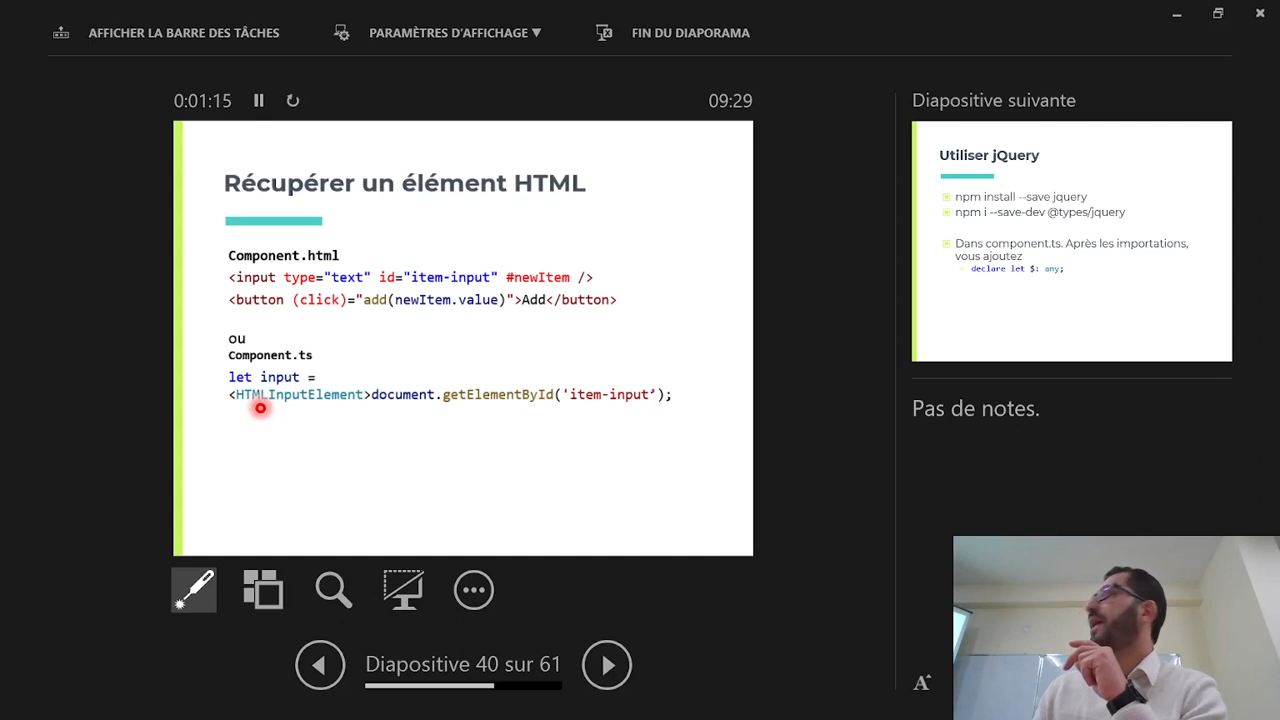 AFFICHER LA BARRE DES TÂCHES
PARAMÈTRES D'AFFICHAGE ▼
FIN DU DIAPORAMA
0:01:15
09:29
Récupérer un élément HTML
Component.html
<input type="text" id="item-input" #newItem />
<button (click)="add(newItem.value)">Add</button>
ou
Component.ts
let input =
<HTMLInputElement>document.getElementById('item-input’);
Diapositive 40 sur 61
Diapositive suivante
Utiliser jQuery
npm install --save jquery
npm i --save-dev @types/jquery
Dans component.ts. Après les importations,
vous ajoutez
declare let $: any;
Pas de notes.
A